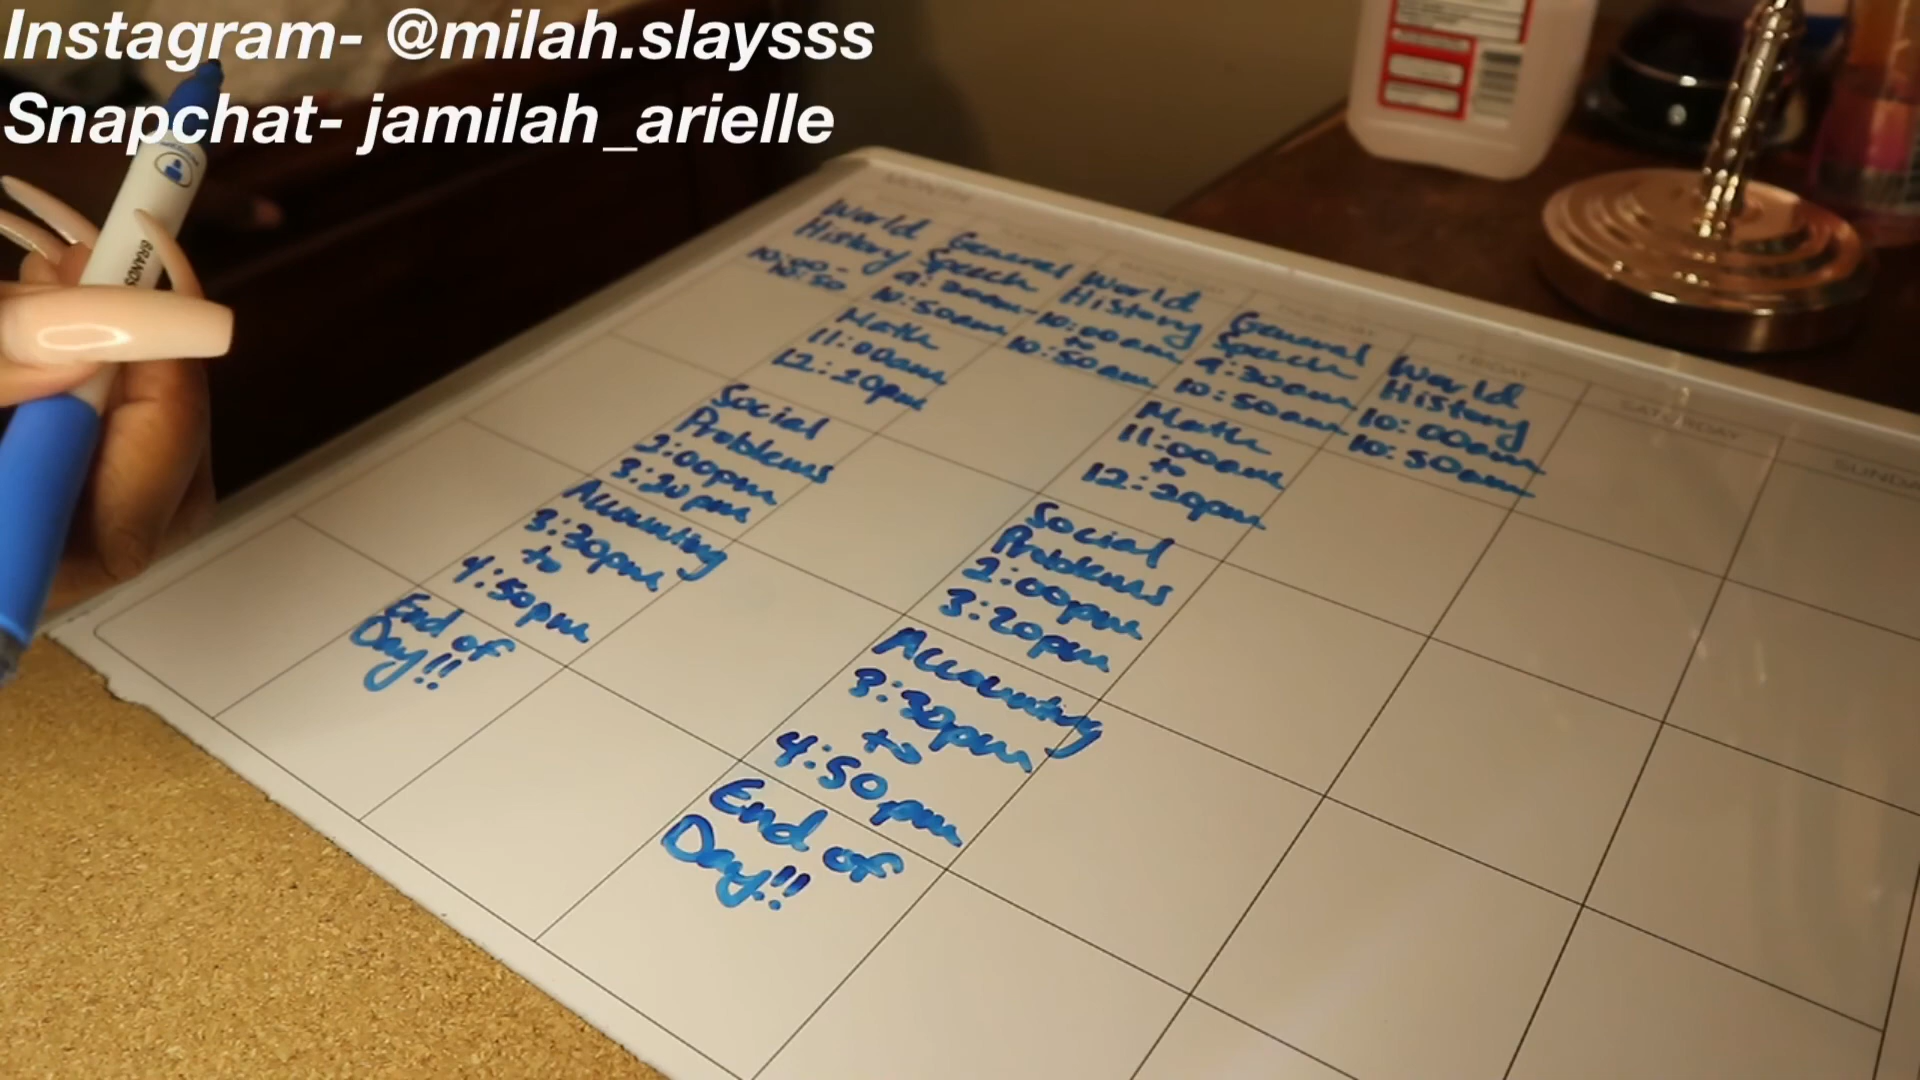 Instagram- @milah.slaysss
Snapchat- jamilah_arielle
BRANDS
MONDAY
FRIDAY
SATURDAY
World
History
10:00-
10:50
General
Speech
9:30am-
10:50am
Math
11:00am
12:20pm
Social
Problems
2:00pm
3:20pm
Accounting
3:30pm
to
4:50pm
End of
Day!!
World
History
10:00am
to
10:50am
General
Speech
9:30am
10:50am
Math
11:00am
to
12:20pm
Social
Problems
2:00pm
3:20pm
Accounting
3:30pm
to
4:50pm
End of
Day!!
World
History
10:00am
10:50am